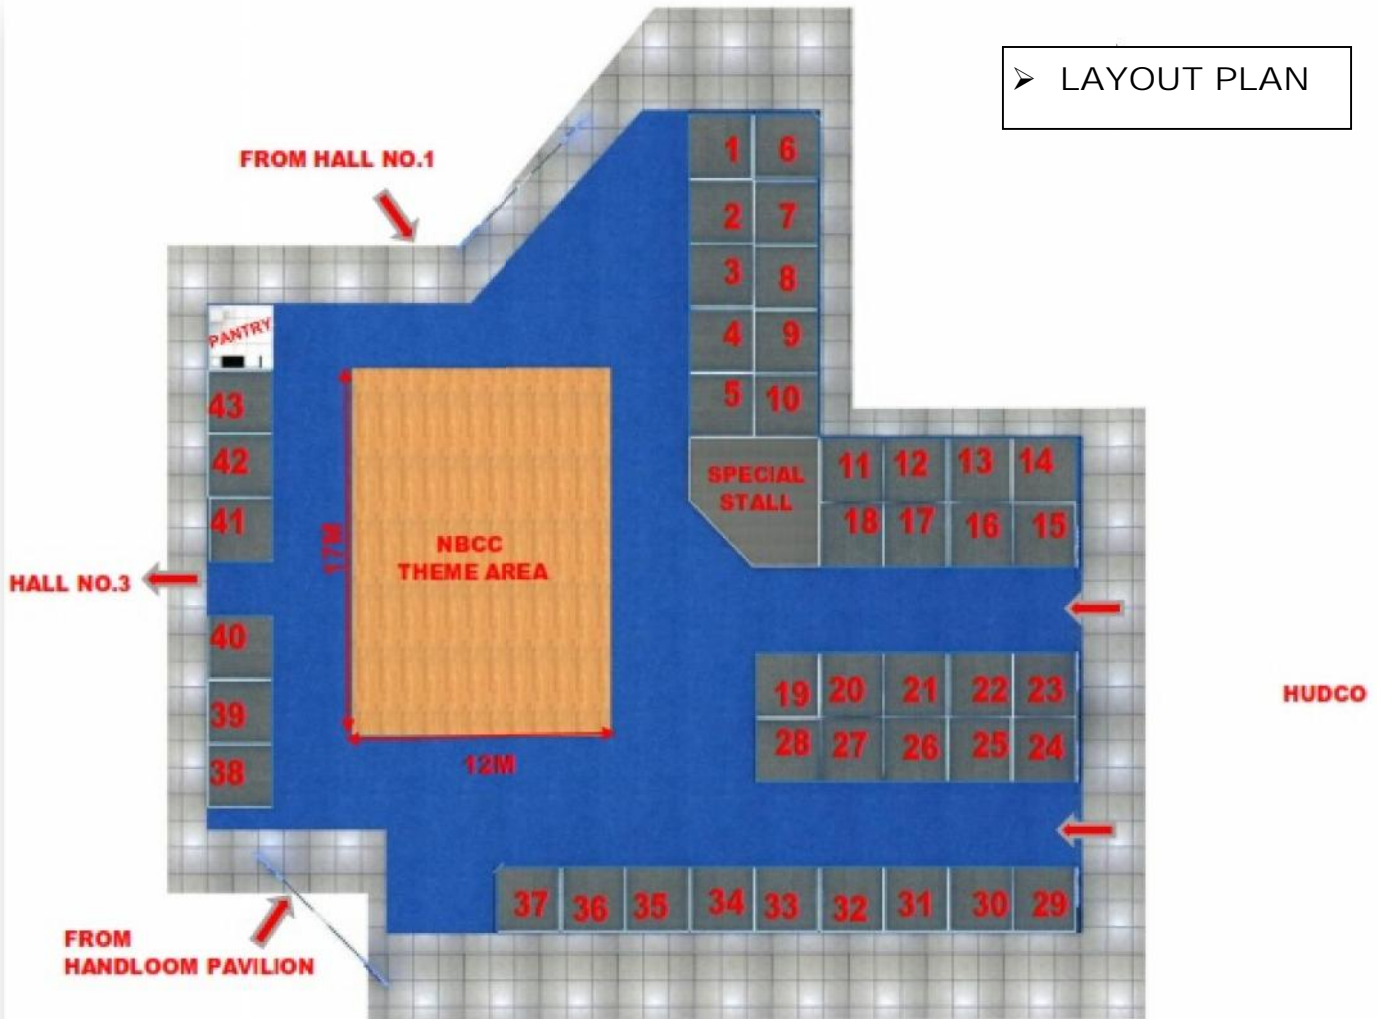 ➢ LAYOUT PLAN
FROM HALL NO.1
1 6
2 7
3 8
4 9
5 10
PANTRY
43
42
41
SPECIAL
STALL
11 12 13 14
18 17 16 15
17M
NBCC
THEME AREA
HALL NO.3
40
39
38
12M
19 20 21 22 23
28 27 26 25 24
HUDCO
37 36 35 34 33 32 31 30 29
FROM
HANDLOOM PAVILION